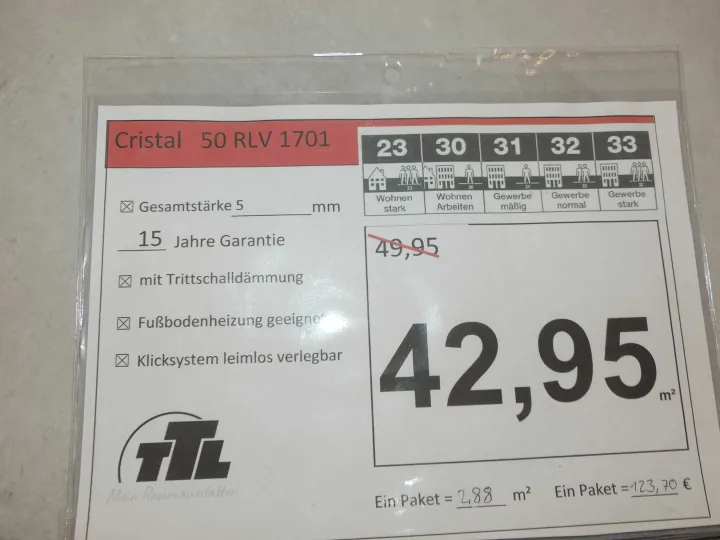 Cristal 50 RLV 1701
23 30 31 32 33
Wohnen stark
Wohnen Arbeiten
Gewerbe mäßig
Gewerbe normal
Gewerbe stark
☒ Gesamtstärke 5 mm
15 Jahre Garantie
☒ mit Trittschalldämmung
☒ Fußbodenheizung geeignet
☒ Klicksystem leimlos verlegbar
49,95
42,95 m²
TTL
Mein Raumausstatter
Ein Paket = 2,88 m² Ein Paket = 123,70 €